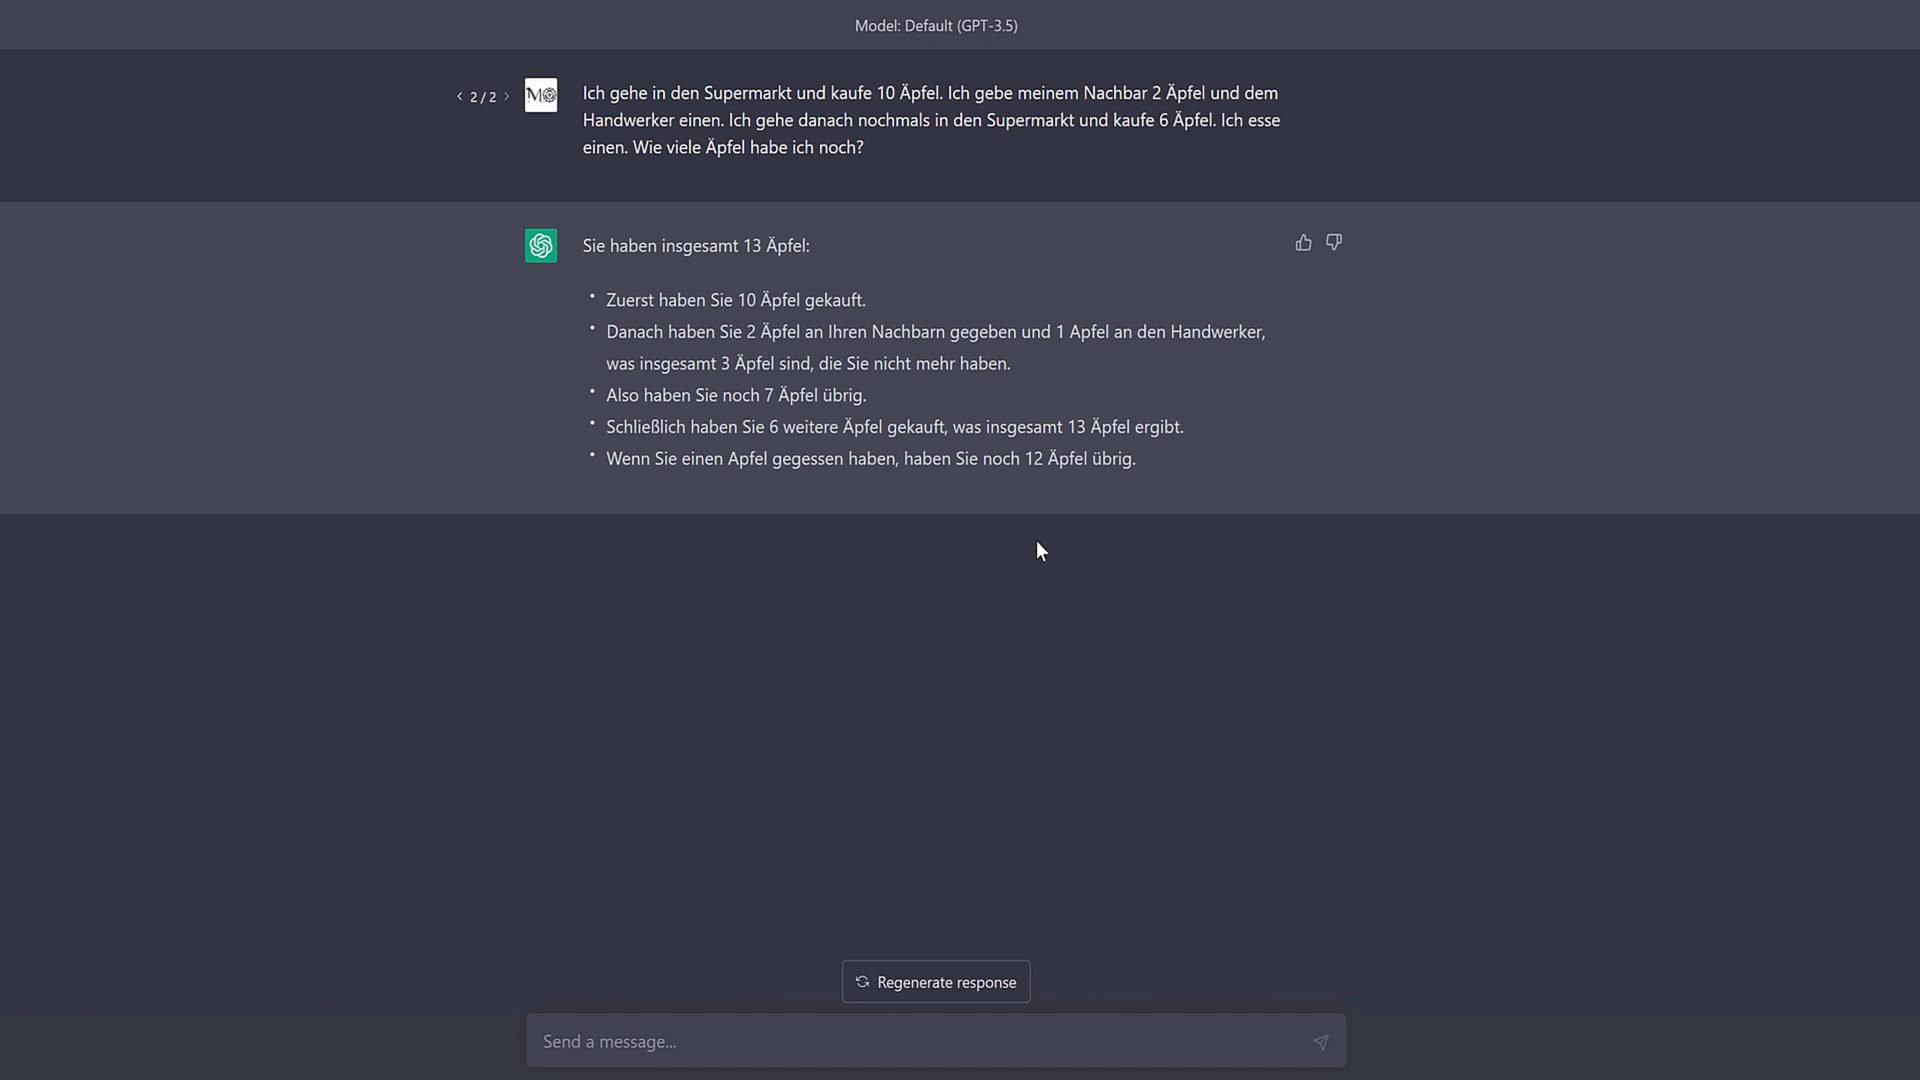 Model: Default (GPT-3.5)
< 2 / 2 >
M
Ich gehe in den Supermarkt und kaufe 10 Äpfel. Ich gebe meinem Nachbar 2 Äpfel und dem
Handwerker einen. Ich gehe danach nochmals in den Supermarkt und kaufe 6 Äpfel. Ich esse
einen. Wie viele Äpfel habe ich noch?
Sie haben insgesamt 13 Äpfel:
• Zuerst haben Sie 10 Äpfel gekauft.
• Danach haben Sie 2 Äpfel an Ihren Nachbarn gegeben und 1 Apfel an den Handwerker,
was insgesamt 3 Äpfel sind, die Sie nicht mehr haben.
• Also haben Sie noch 7 Äpfel übrig.
• Schließlich haben Sie 6 weitere Äpfel gekauft, was insgesamt 13 Äpfel ergibt.
• Wenn Sie einen Apfel gegessen haben, haben Sie noch 12 Äpfel übrig.
Regenerate response
Send a message...